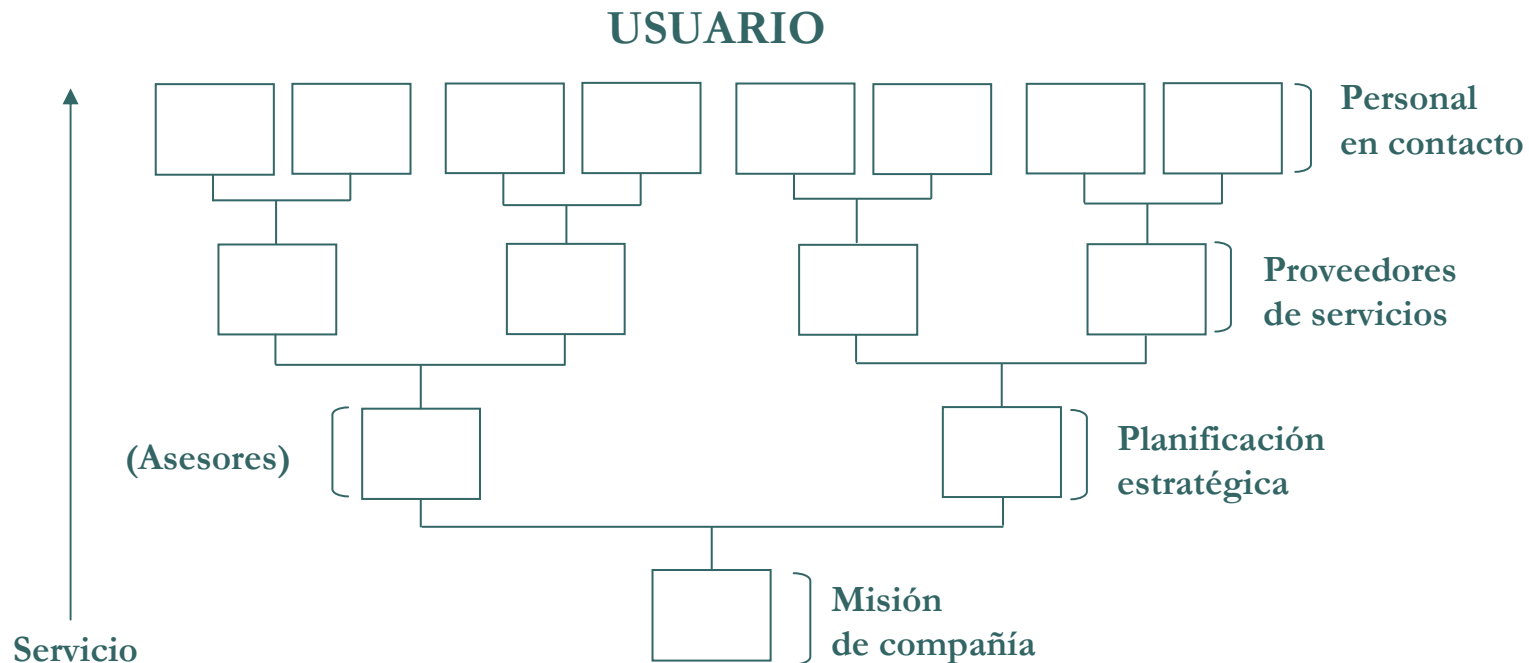 USUARIO
Personal
en contacto
Proveedores
de servicios
(Asesores)
Planificación
estratégica
Misión
de compañía
Servicio